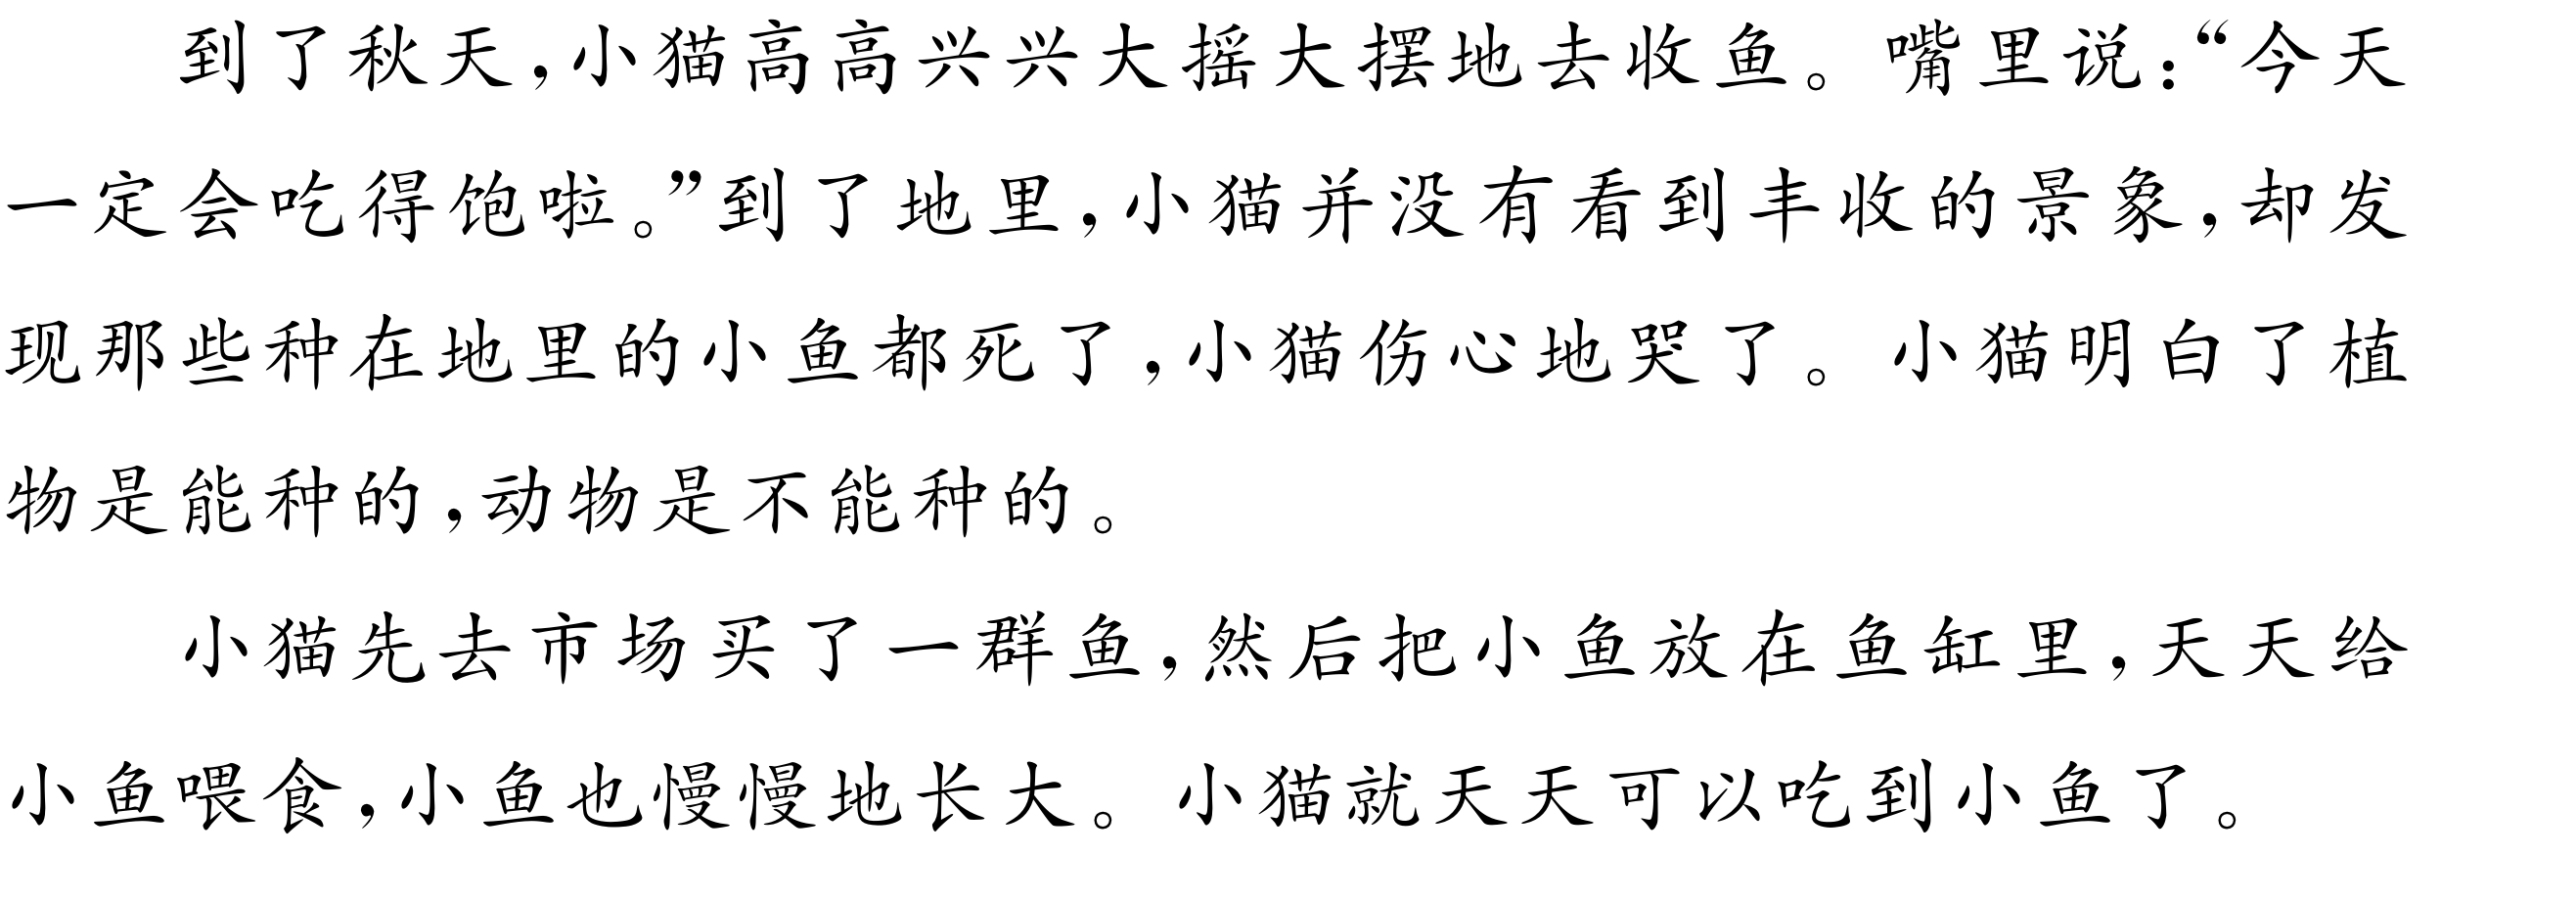 到了秋天,小猫高高兴兴大摇大摆地去收鱼。嘴里说:“今天
一定会吃得饱啦。”到了地里,小猫并没有看到丰收的景象,却发
现那些种在地里的小鱼都死了,小猫伤心地哭了。小猫明白了植
物是能种的,动物是不能种的。
小猫先去市场买了一群鱼,然后把小鱼放在鱼缸里,天天给
小鱼喂食,小鱼也慢慢地长大。小猫就天天可以吃到小鱼了。